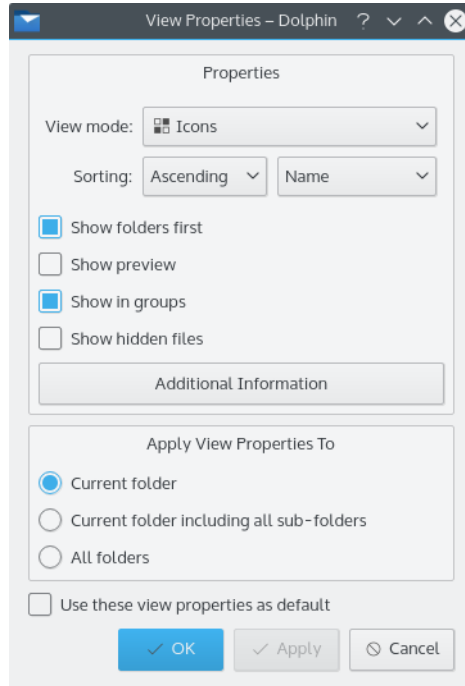 View Properties – Dolphin
Properties
View mode: Icons
Sorting: Ascending Name
Show folders first
Show preview
Show in groups
Show hidden files
Additional Information
Apply View Properties To
Current folder
Current folder including all sub-folders
All folders
Use these view properties as default
OK Apply Cancel